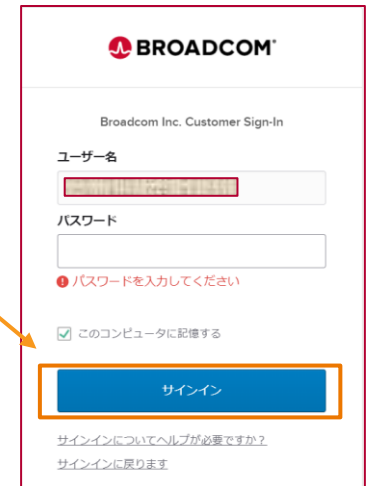 BROADCOM®
Broadcom Inc. Customer Sign-In
ユーザー名
パスワード
パスワードを入力してください
このコンピュータに記憶する
サインイン
サインインについてヘルプが必要ですか？
サインインに戻ります